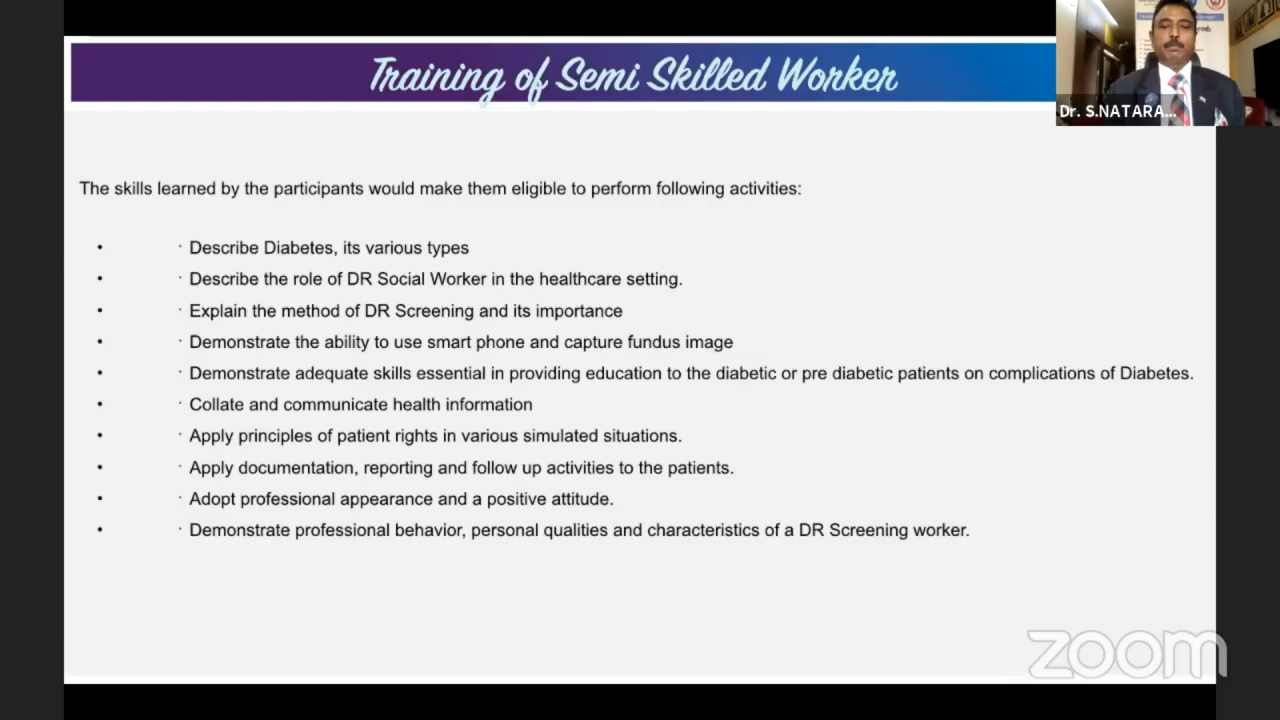 Training of Semi Skilled Worker
Dr. S.NATARA...
The skills learned by the participants would make them eligible to perform following activities:
• · Describe Diabetes, its various types
• · Describe the role of DR Social Worker in the healthcare setting.
• · Explain the method of DR Screening and its importance
• · Demonstrate the ability to use smart phone and capture fundus image
• · Demonstrate adequate skills essential in providing education to the diabetic or pre diabetic patients on complications of Diabetes.
• · Collate and communicate health information
• · Apply principles of patient rights in various simulated situations.
• · Apply documentation, reporting and follow up activities to the patients.
• · Adopt professional appearance and a positive attitude.
• · Demonstrate professional behavior, personal qualities and characteristics of a DR Screening worker.
zoom